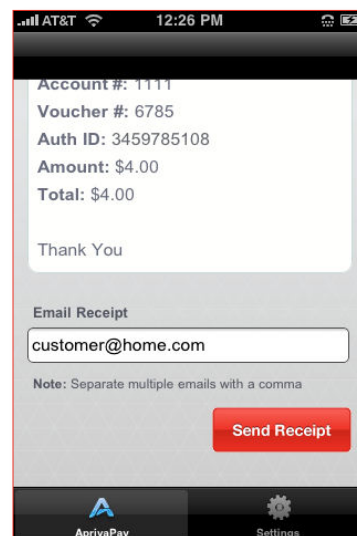 AT&T 12:26 PM
Account #: 1111
Voucher #: 6785
Auth ID: 3459785108
Amount: $4.00
Total: $4.00
Thank You
Email Receipt
customer@home.com
Note: Separate multiple emails with a comma
Send Receipt
AprivaPay Settings